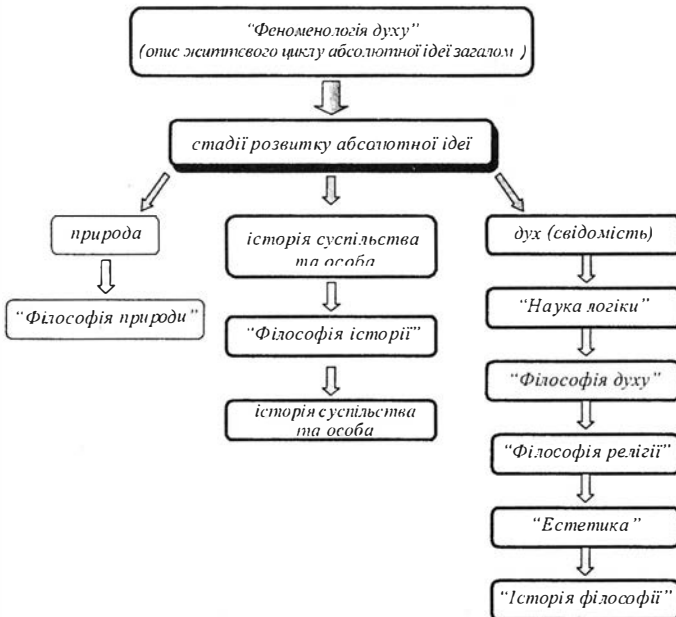 “Феноменологія духу”
(опис життєвого циклу абсолютної ідеї загалом)
стадії розвитку абсолютної ідеї
природа
“Філософія природи”
історія суспільства
та особа
“Філософія історії”
історія суспільства
та особа
дух (свідомість)
“Наука логіки”
“Філософія духу”
“Філософія релігії”
“Естетика”
“Історія філософії”